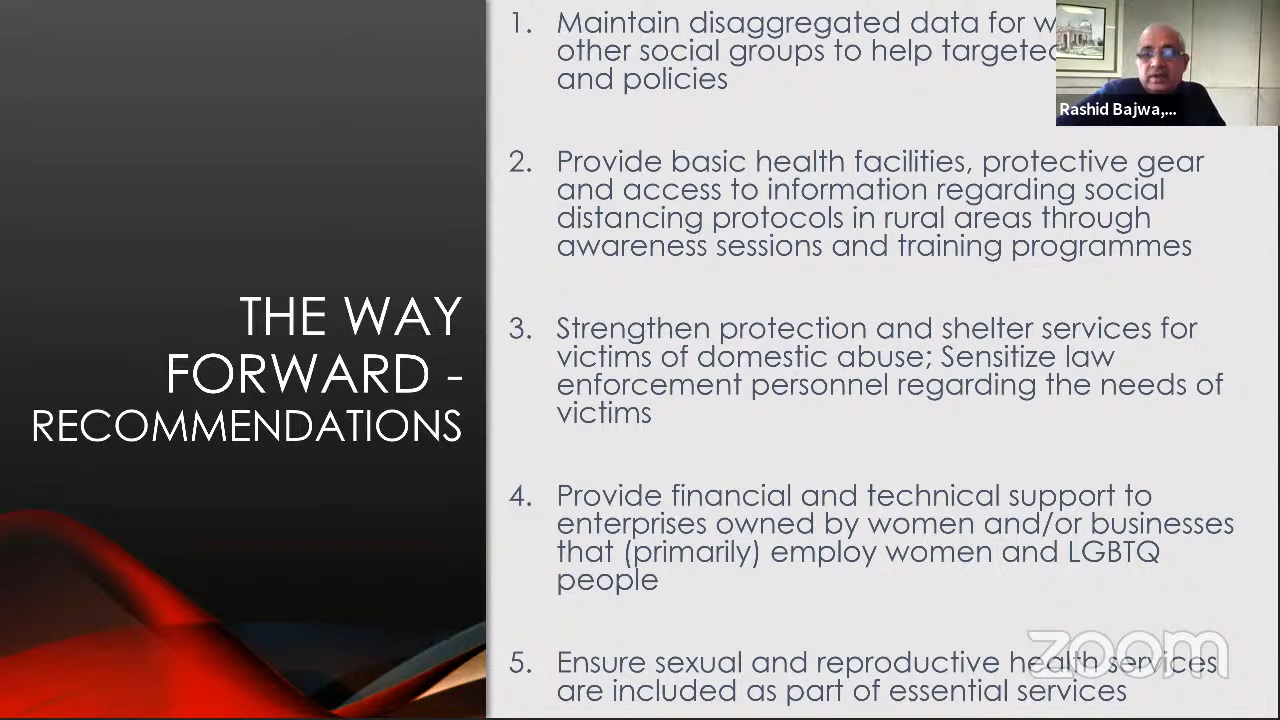 THE WAY
FORWARD -
RECOMMENDATIONS
1. Maintain disaggregated data for
other social groups to help targeted
and policies
2. Provide basic health facilities, protective gear
and access to information regarding social
distancing protocols in rural areas through
awareness sessions and training programmes
3. Strengthen protection and shelter services for
victims of domestic abuse; Sensitize law
enforcement personnel regarding the needs of
victims
4. Provide financial and technical support to
enterprises owned by women and/or businesses
that (primarily) employ women and LGBTQ
people
5. Ensure sexual and reproductive health services
are included as part of essential services
Rashid Bajwa,...
zoom